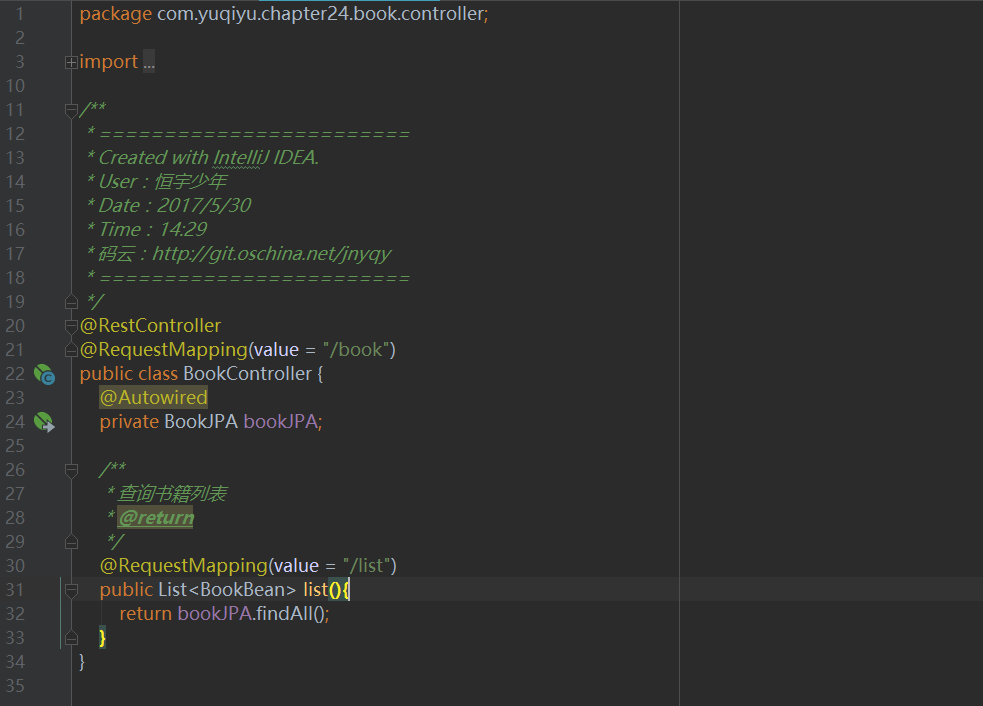 1 package com.yuqiyu.chapter24.book.controller;
2
3 import ...
10
11 /**
12 * ========================
13 * Created with IntelliJ IDEA.
14 * User：恒宇少年
15 * Date：2017/5/30
16 * Time：14:29
17 * 码云：http://git.oschina.net/jnyqy
18 * ========================
19 */
20 @RestController
21 @RequestMapping(value = "/book")
22 public class BookController {
23 @Autowired
24 private BookJPA bookJPA;
25
26 /**
27 * 查询书籍列表
28 * @return
29 */
30 @RequestMapping(value = "/list")
31 public List<BookBean> list(){
32 return bookJPA.findAll();
33 }
34 }
35